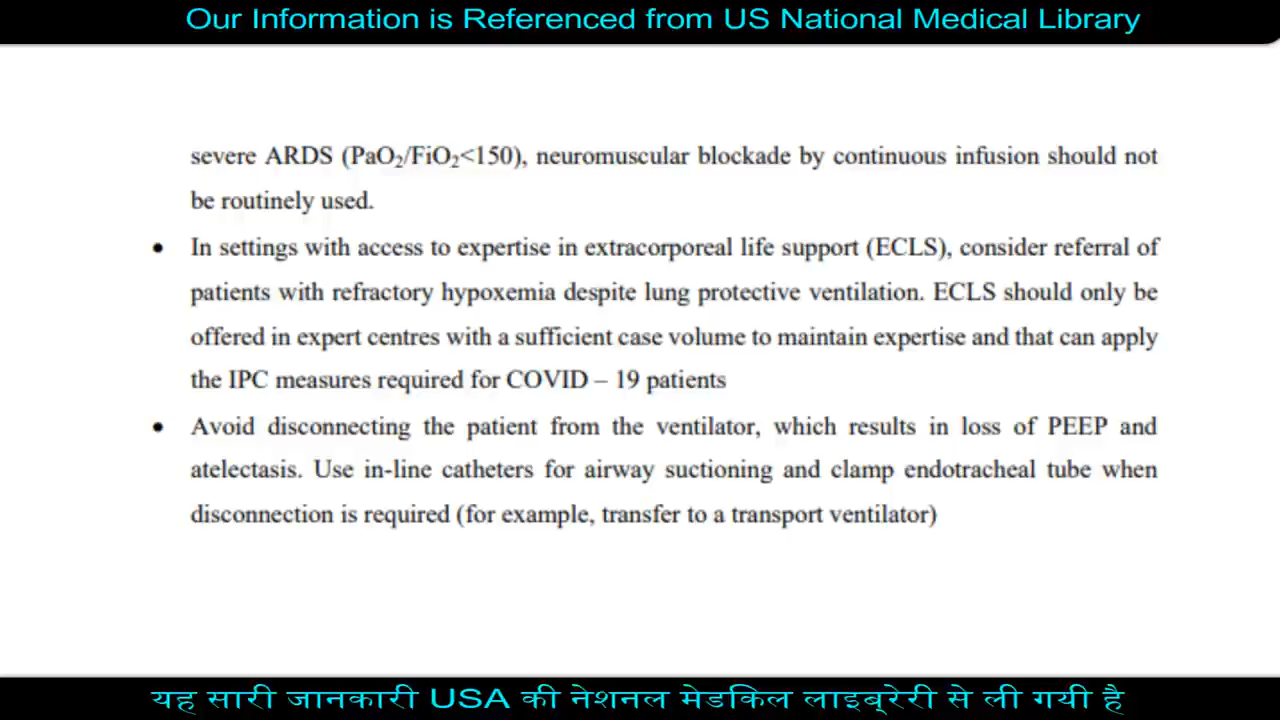 Our Information is Referenced from US National Medical Library
severe ARDS (PaO₂/FiO₂<150), neuromuscular blockade by continuous infusion should not
be routinely used.
• In settings with access to expertise in extracorporeal life support (ECLS), consider referral of
patients with refractory hypoxemia despite lung protective ventilation. ECLS should only be
offered in expert centres with a sufficient case volume to maintain expertise and that can apply
the IPC measures required for COVID – 19 patients
• Avoid disconnecting the patient from the ventilator, which results in loss of PEEP and
atelectasis. Use in-line catheters for airway suctioning and clamp endotracheal tube when
disconnection is required (for example, transfer to a transport ventilator)
यह सारी जानकारी USA की नेशनल मेडकिल लाइब्रेरी से ली गयी है